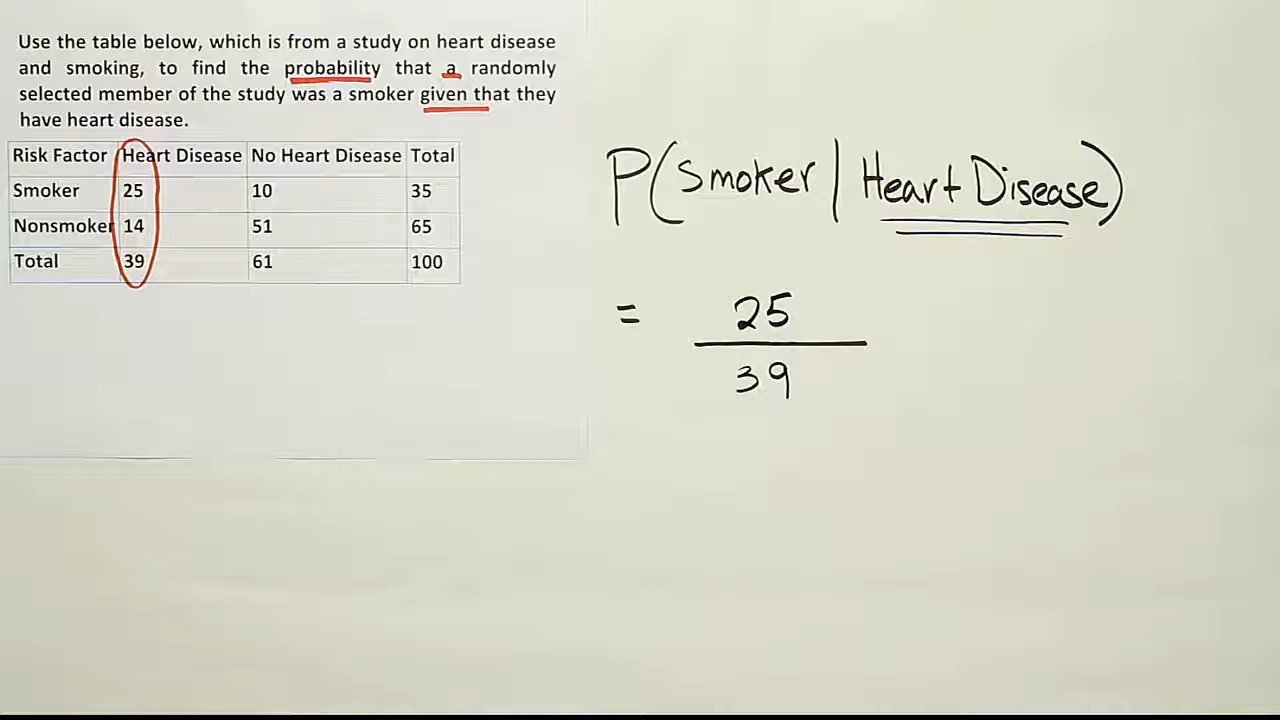 Use the table below, which is from a study on heart disease
and smoking, to find the probability that a randomly
selected member of the study was a smoker given that they
have heart disease.
Risk Factor Heart Disease No Heart Disease Total
Smoker 25 10 35
Nonsmoker 14 51 65
Total 39 61 100
P(Smoker | Heart Disease)
= 25
39